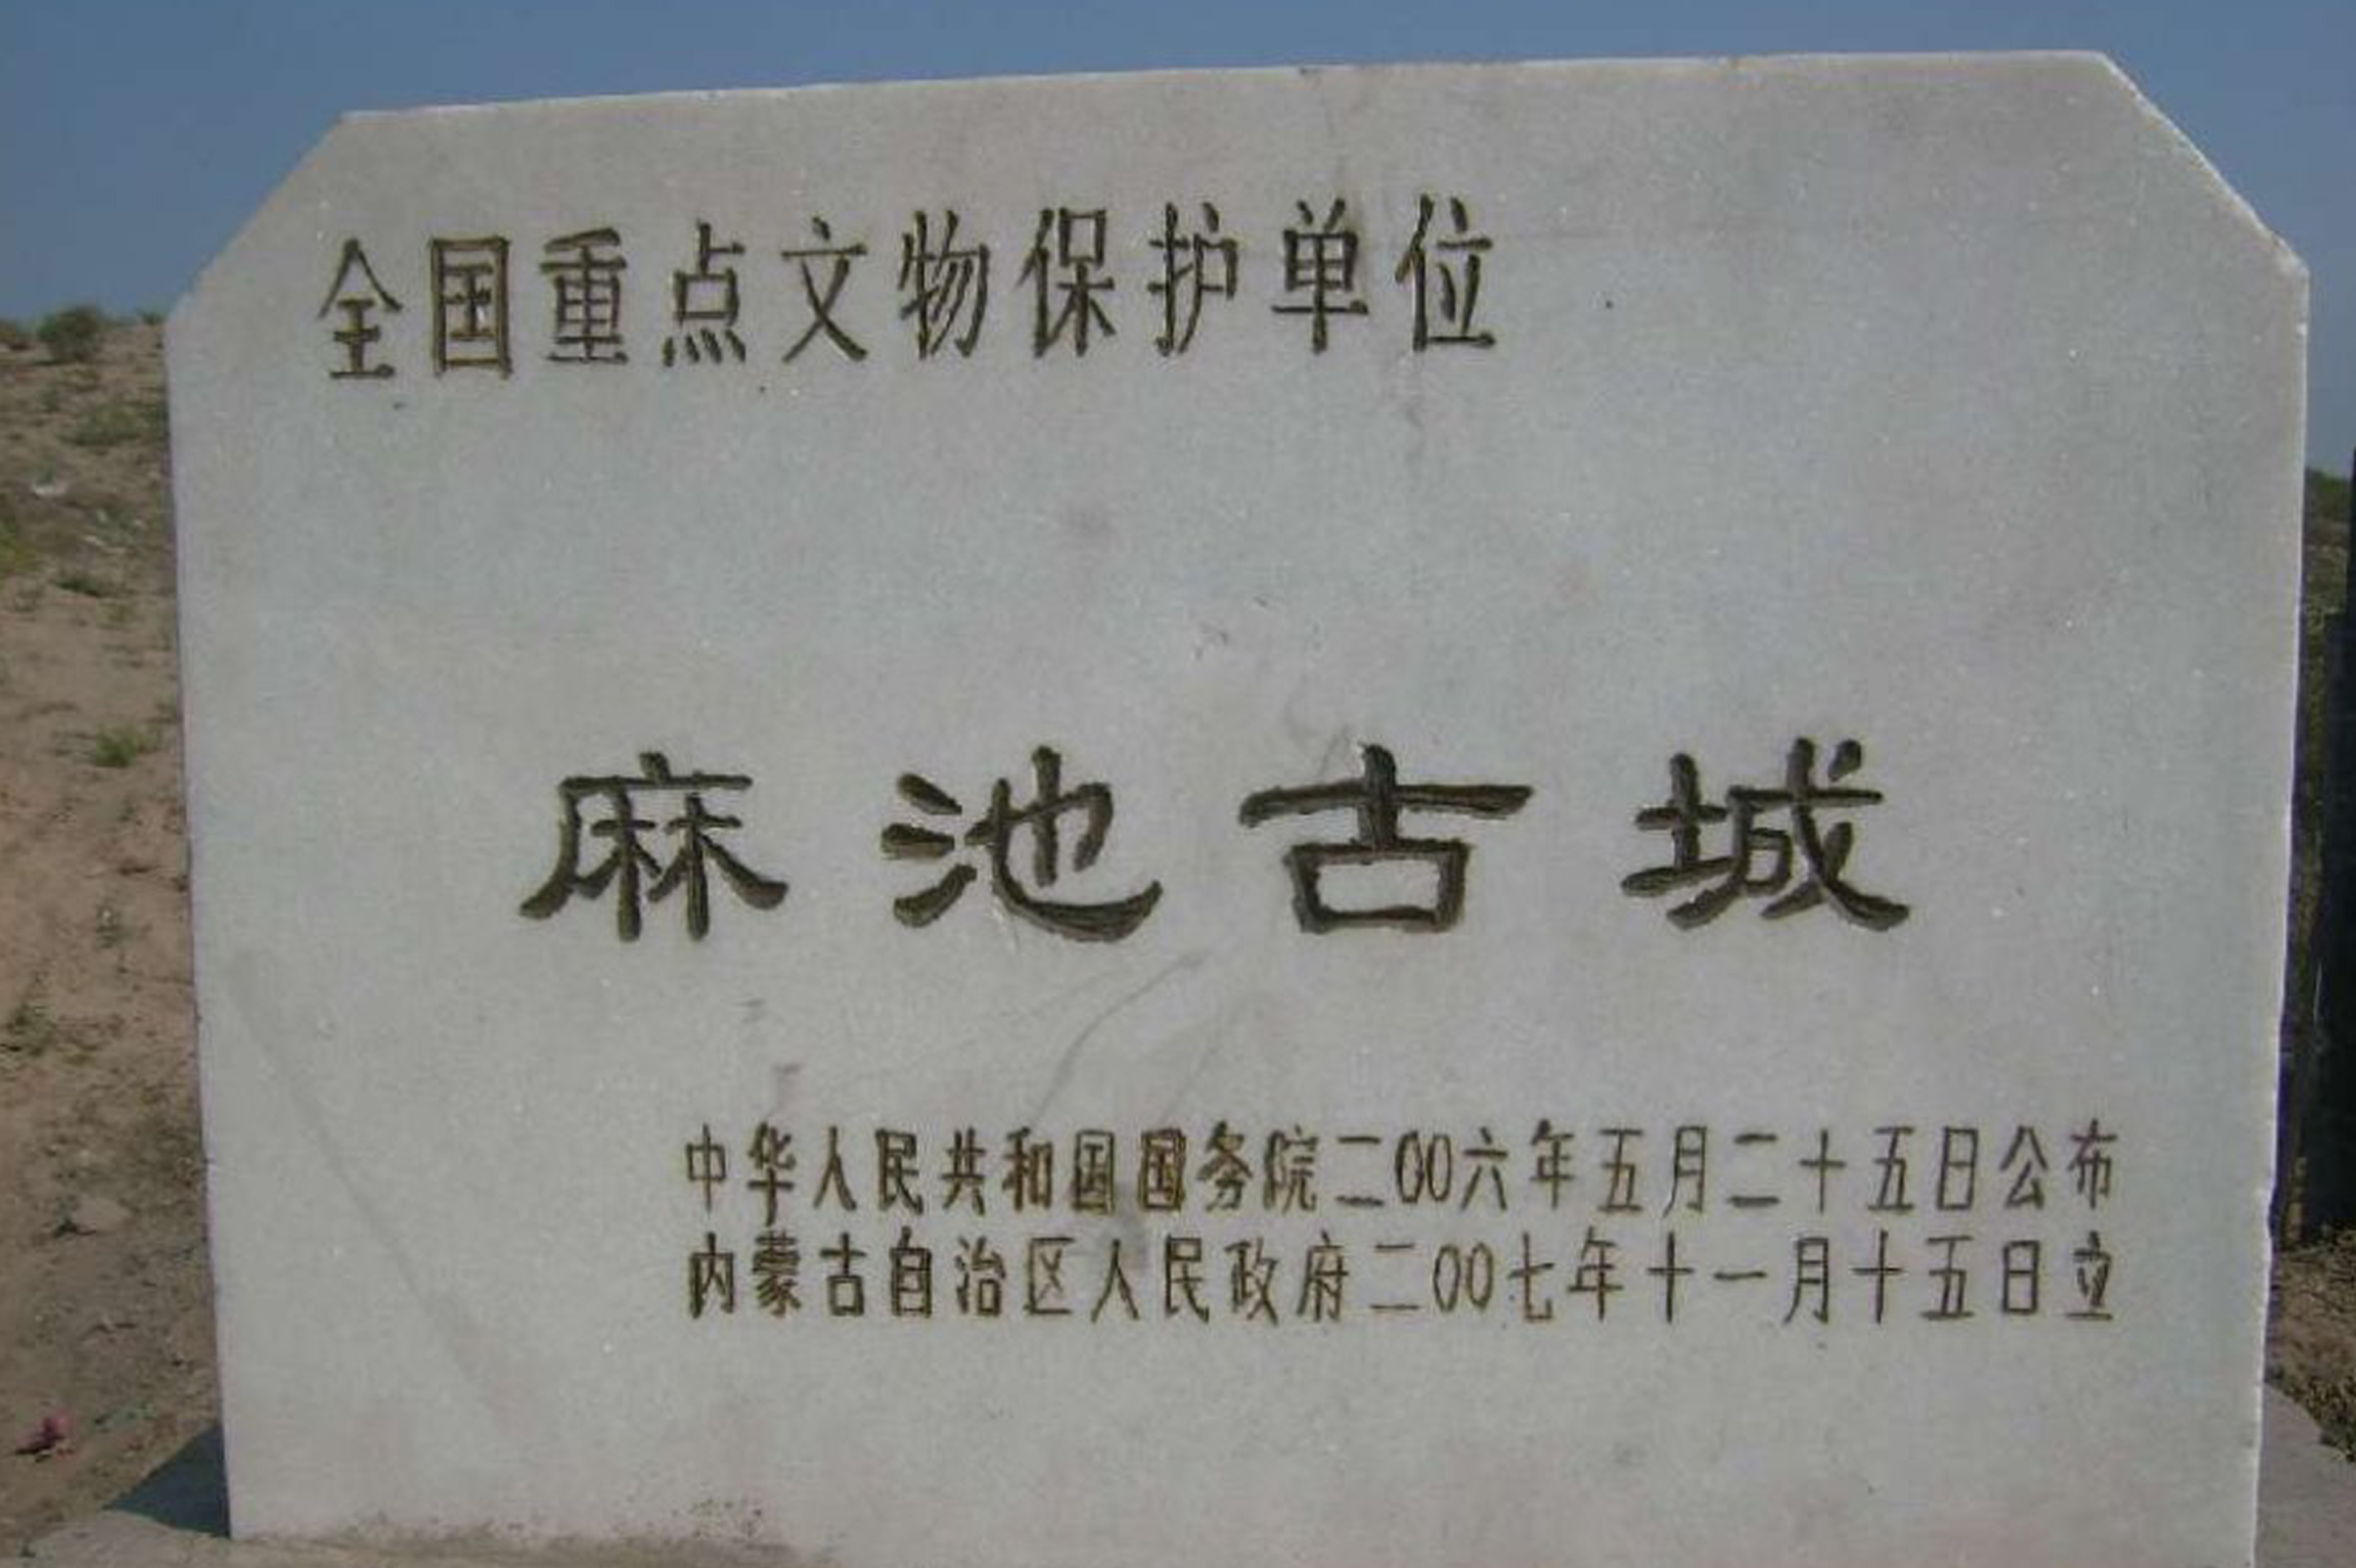 全国重点文物保护单位
麻池古城
中华人民共和国国务院二00六年五月二十五日公布
内蒙古自治区人民政府二00七年十一月十五日立